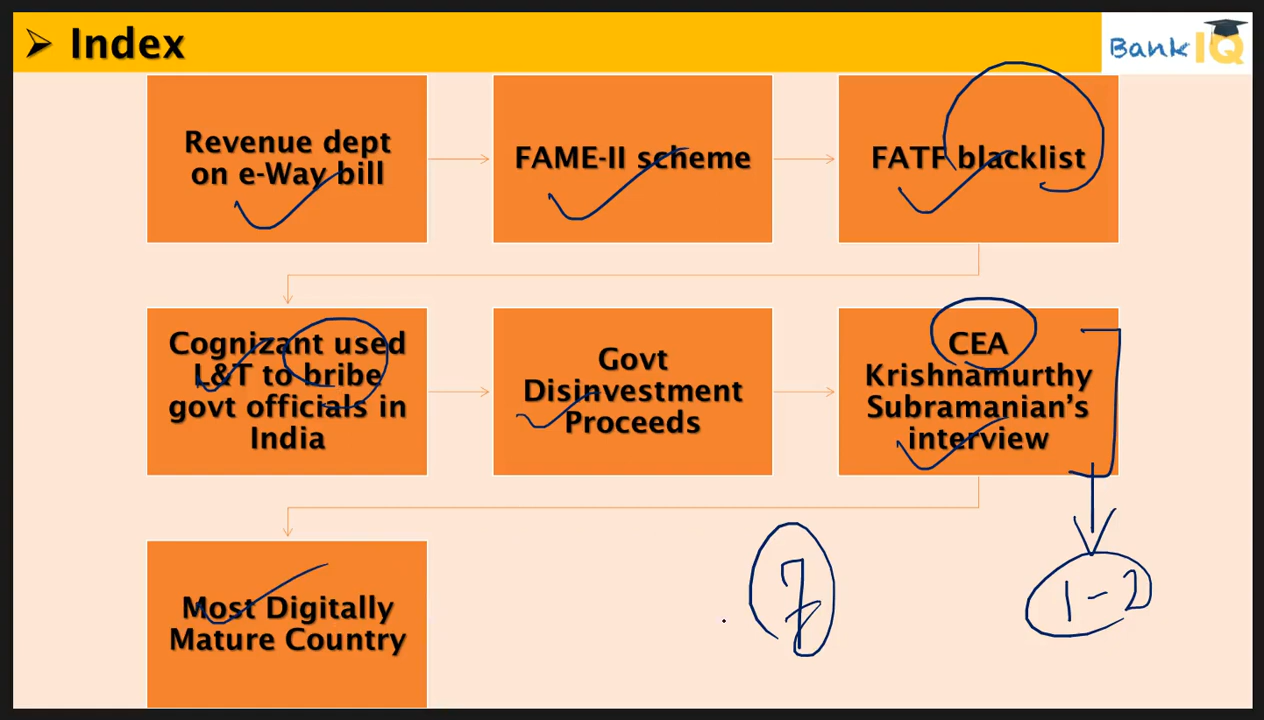 Index
Bank IQ
Revenue dept
on e-Way bill
FAME-II scheme
FATF blacklist
Cognizant used
L&T to bribe
govt officials in
India
Govt
Disinvestment
Proceeds
CEA
Krishnamurthy
Subramanian's
interview
Most Digitally
Mature Country
7
1-2